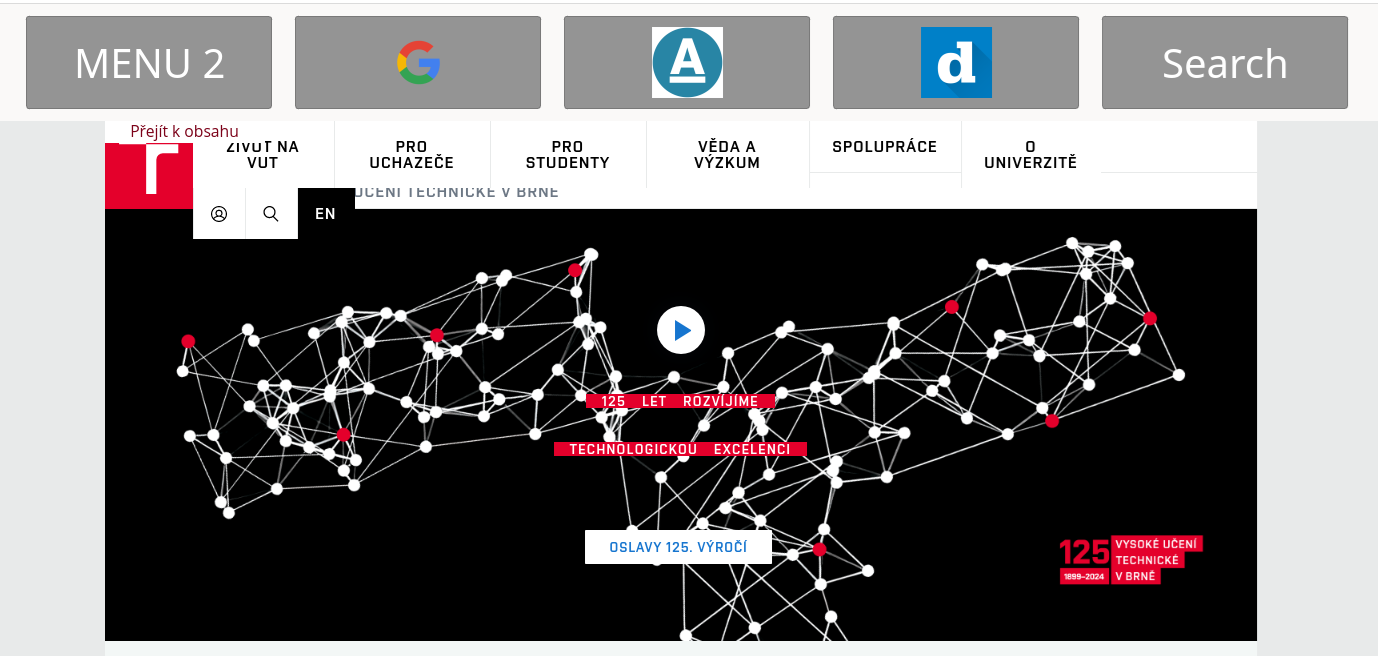 MENU 2
Search
Přejít k obsahu
ŽIVOT NA
VUT
PRO
UCHAZEČE
PRO
STUDENTY
VĚDA A
VÝZKUM
SPOLUPRÁCE
O
UNIVERZITĚ
UČENÍ TECHNICKÉ V BRNĚ
EN
125 LET ROZVÍJÍME
TECHNOLOGICKOU EXCELENCI
OSLAVY 125. VÝROČÍ
125 VYSOKÉ UČENÍ
TECHNICKÉ
1899–2024 V BRNĚ